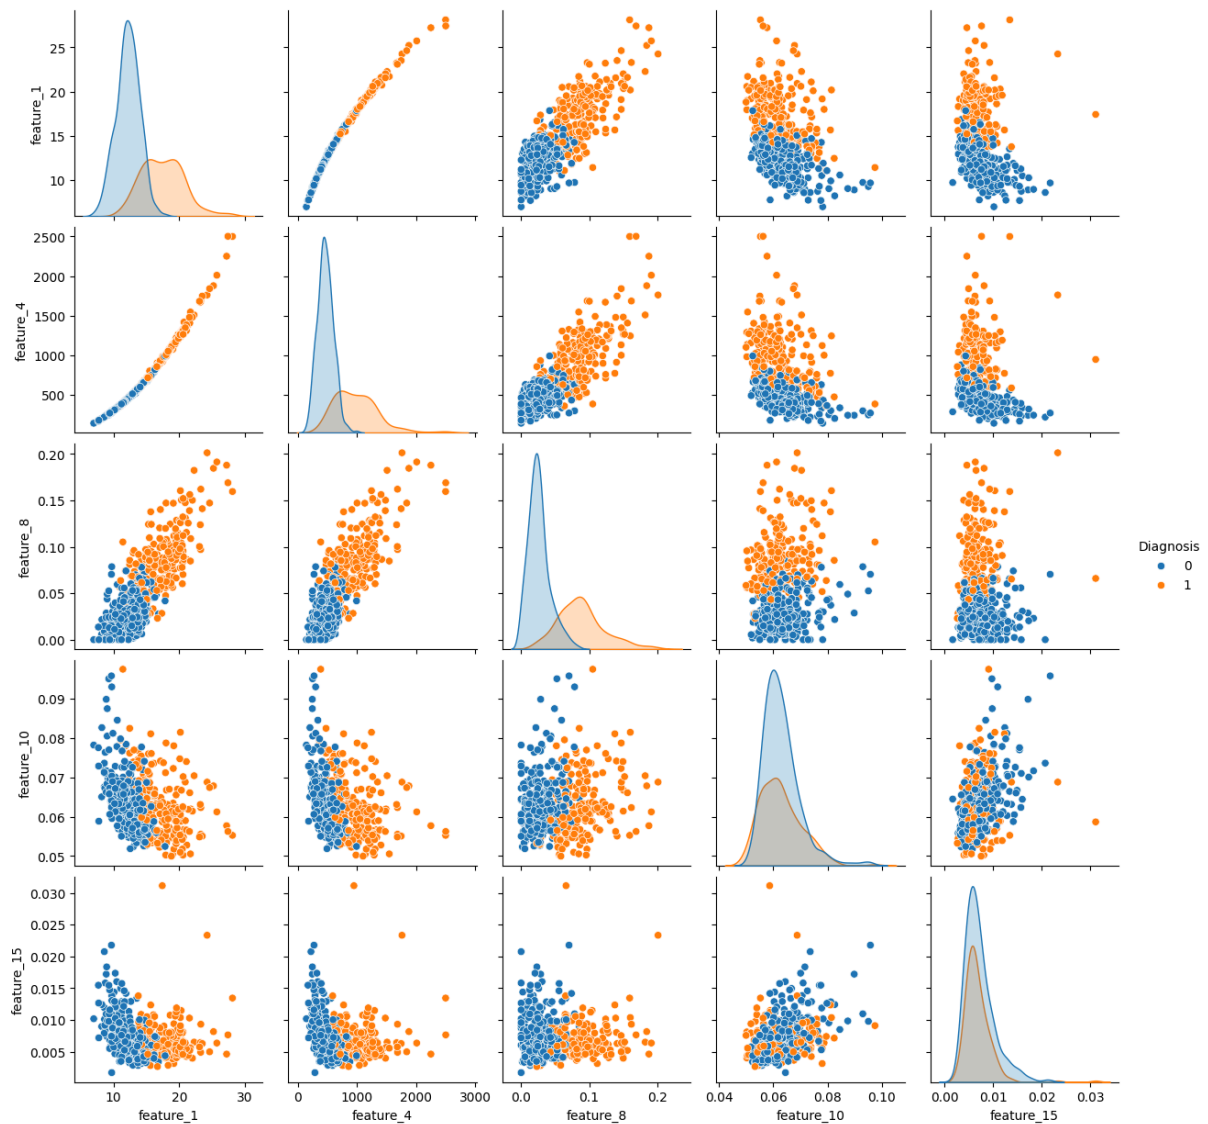 25
20
15
10
feature_1
2500
2000
1500
1000
500
feature_4
0.20
0.15
0.10
0.05
0.00
feature_8
Diagnosis
0
1
0.09
0.08
0.07
0.06
0.05
feature_10
0.030
0.025
0.020
0.015
0.010
0.005
feature_15
10 20 30
0 1000 2000 3000
0.0 0.1 0.2
0.04 0.06 0.08 0.10
0.00 0.01 0.02 0.03
feature_1 feature_4 feature_8 feature_10 feature_15